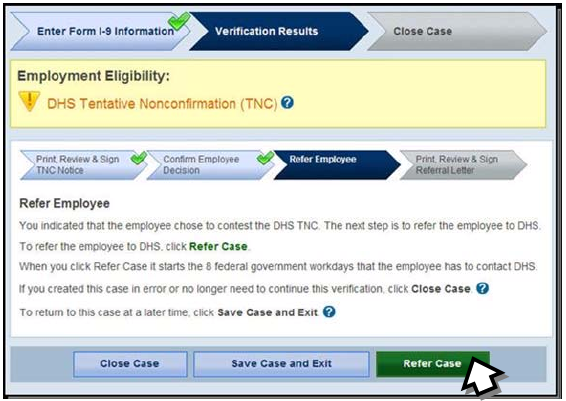 Enter Form I-9 Information
Verification Results
Close Case
Employment Eligibility:
DHS Tentative Nonconfirmation (TNC) ?
Print, Review & Sign
TNC Notice
Confirm Employee
Decision
Refer Employee
Print, Review & Sign
Referral Letter
Refer Employee
You indicated that the employee chose to contest the DHS TNC. The next step is to refer the employee to DHS.
To refer the employee to DHS, click Refer Case.
When you click Refer Case it starts the 8 federal government workdays that the employee has to contact DHS.
If you created this case in error or no longer need to continue this verification, click Close Case. ?
To return to this case at a later time, click Save Case and Exit. ?
Close Case
Save Case and Exit
Refer Case